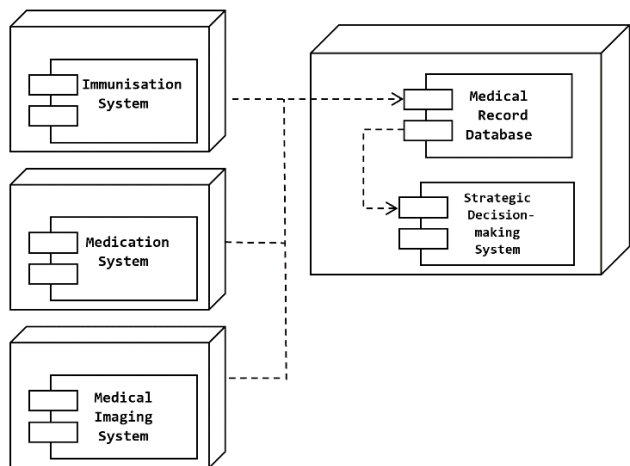 Immunisation
System
Medical
Record
Database
Strategic
Decision-
making
System
Medication
System
Medical
Imaging
System